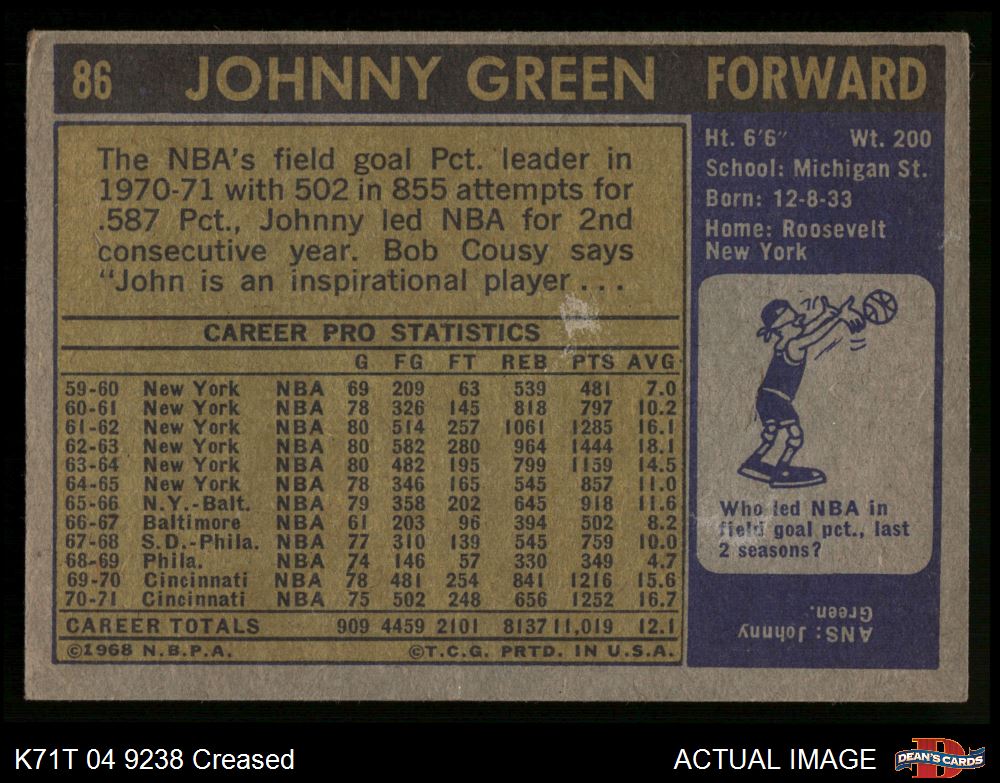 86 JOHNNY GREEN FORWARD
The NBA's field goal Pct. leader in
1970-71 with 502 in 855 attempts for
.587 Pct., Johnny led NBA for 2nd
consecutive year. Bob Cousy says
"John is an inspirational player...
CAREER PRO STATISTICS
G FG FT REB PTS AVG
59-60 New York NBA 69 209 63 539 481 7.0
60-61 New York NBA 78 326 145 818 797 10.2
61-62 New York NBA 80 514 257 1061 1285 16.1
62-63 New York NBA 80 582 280 964 1444 18.1
63-64 New York NBA 80 482 195 799 1159 14.5
64-65 New York NBA 78 346 165 545 857 11.0
65-66 N.Y.-Balt. NBA 79 358 202 645 918 11.6
66-67 Baltimore NBA 61 203 96 394 502 8.2
67-68 S.D.-Phila. NBA 77 310 139 545 759 10.0
68-69 Phila. NBA 74 146 57 330 349 4.7
69-70 Cincinnati NBA 78 481 254 841 1216 15.6
70-71 Cincinnati NBA 75 502 248 656 1252 16.7
CAREER TOTALS 909 4459 2101 8137 11,019 12.1
©1968 N.B.P.A. ©T.C.G. PRTD. IN U.S.A.
Ht. 6'6" Wt. 200
School: Michigan St.
Born: 12-8-33
Home: Roosevelt
New York
Who led NBA in
field goal pct., last
2 seasons?
ANS: Johnny
Green.
K71T 04 9238 Creased ACTUAL IMAGE
D
DEAN'S CARDS